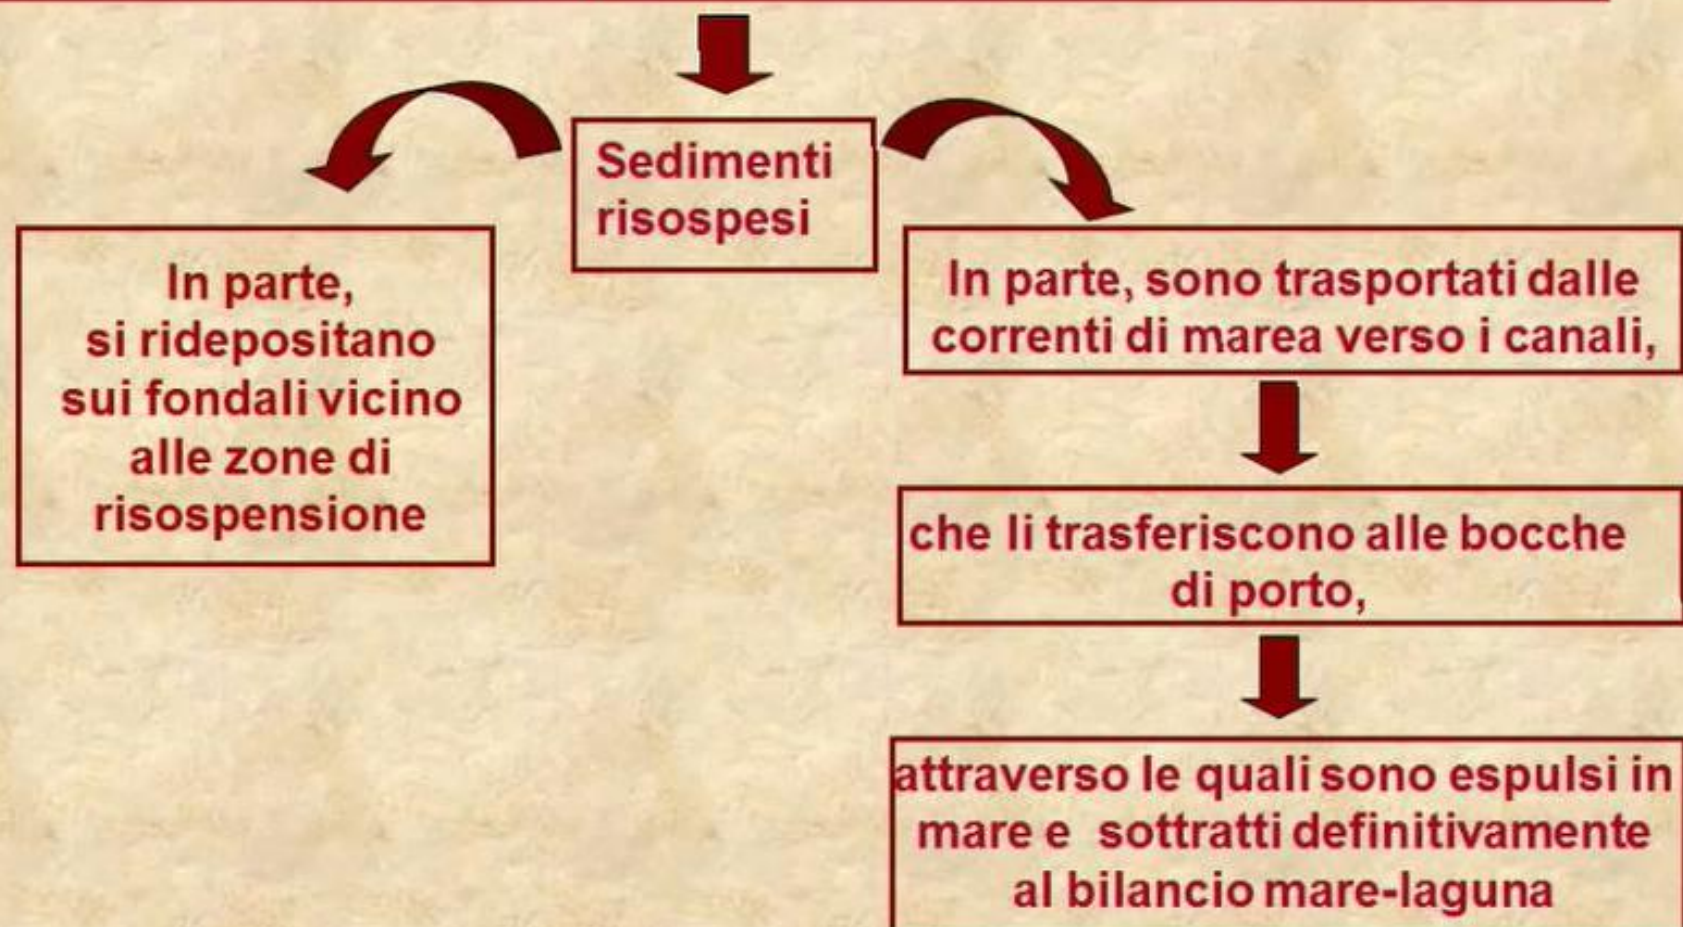 Sedimenti
risospesi
In parte,
si ridepositano
sui fondali vicino
alle zone di
risospensione
In parte, sono trasportati dalle
correnti di marea verso i canali,
che li trasferiscono alle bocche
di porto,
attraverso le quali sono espulsi in
mare e sottratti definitivamente
al bilancio mare-laguna